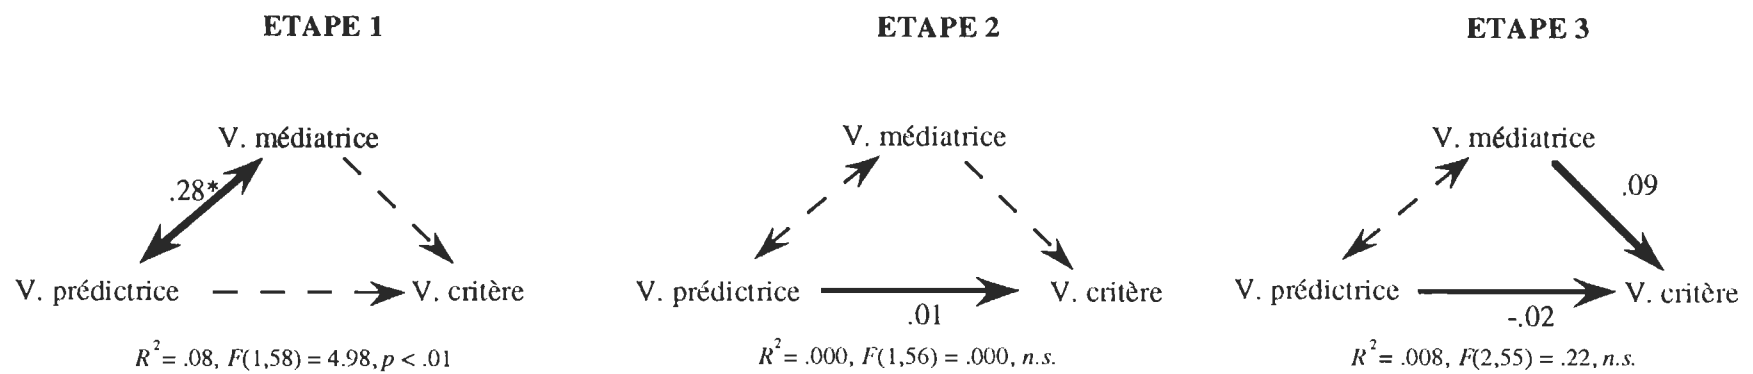 ETAPE 1
V. médiatrice
.28*
V. prédictrice
V. critère
R² = .08, F(1,58) = 4.98, p < .01
ETAPE 2
V. médiatrice
V. prédictrice
V. critère
.01
R² = .000, F(1,56) = .000, n.s.
ETAPE 3
V. médiatrice
.09
V. prédictrice
V. critère
-.02
R² = .008, F(2,55) = .22, n.s.